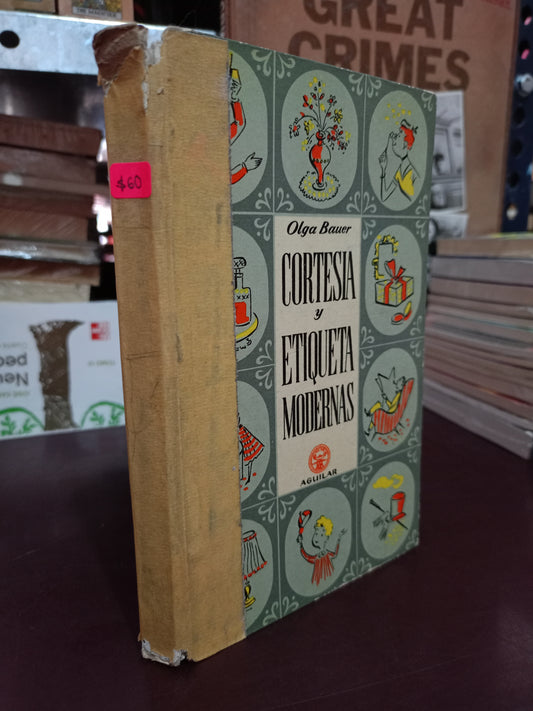 GREAT
CRIMES
$60
Olga Bauer
CORTESIA
y
ETIQUETA
MODERNAS
AGUILAR